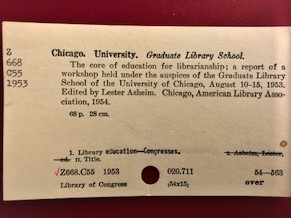 Z
668
C55
1953
Chicago. University. Graduate Library School.
The core of education for librarianship; a report of a
workshop held under the auspices of the Graduate Library
School of the University of Chicago, August 10–15, 1953.
Edited by Lester Asheim. Chicago, American Library Asso-
ciation, 1954.
68 p. 28 cm.
1. Library education—Congresses. I. Asheim, Lester,
ed. II. Title.
Z668.C55 1953 020.711 54—563
Library of Congress ₍54x15₎ over